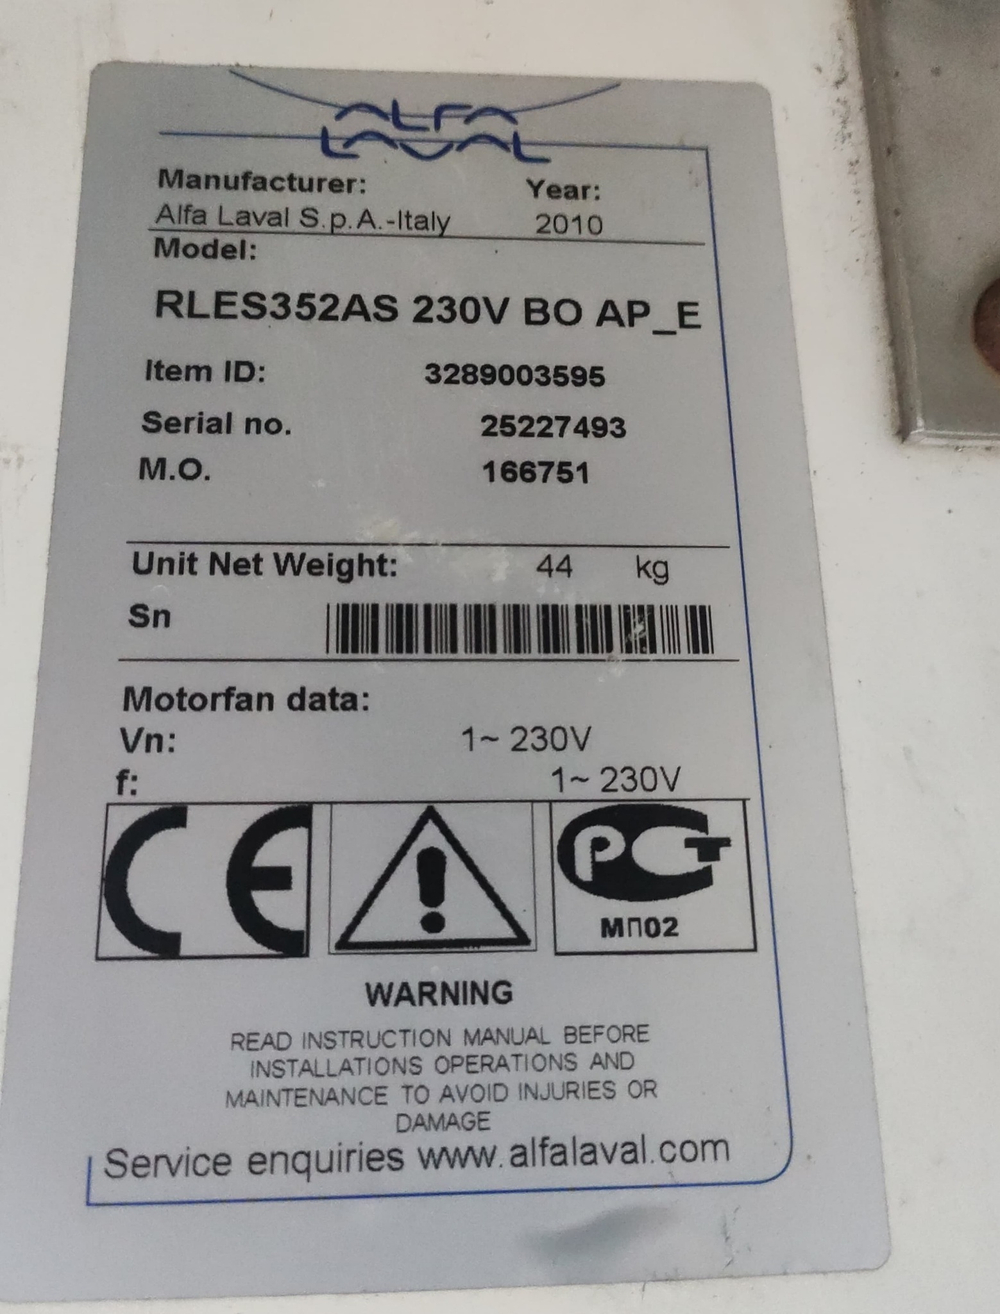 ALFA
LAVAL
Manufacturer: Year:
Alfa Laval S.p.A.-Italy 2010
Model:
RLES352AS 230V BO AP_E
Item ID: 3289003595
Serial no. 25227493
M.O. 166751
Unit Net Weight: 44 kg
Sn
Motorfan data:
Vn: 1~ 230V
f: 1~ 230V
CE
РСТ
МП02
WARNING
READ INSTRUCTION MANUAL BEFORE
INSTALLATIONS OPERATIONS AND
MAINTENANCE TO AVOID INJURIES OR
DAMAGE
Service enquiries www.alfalaval.com